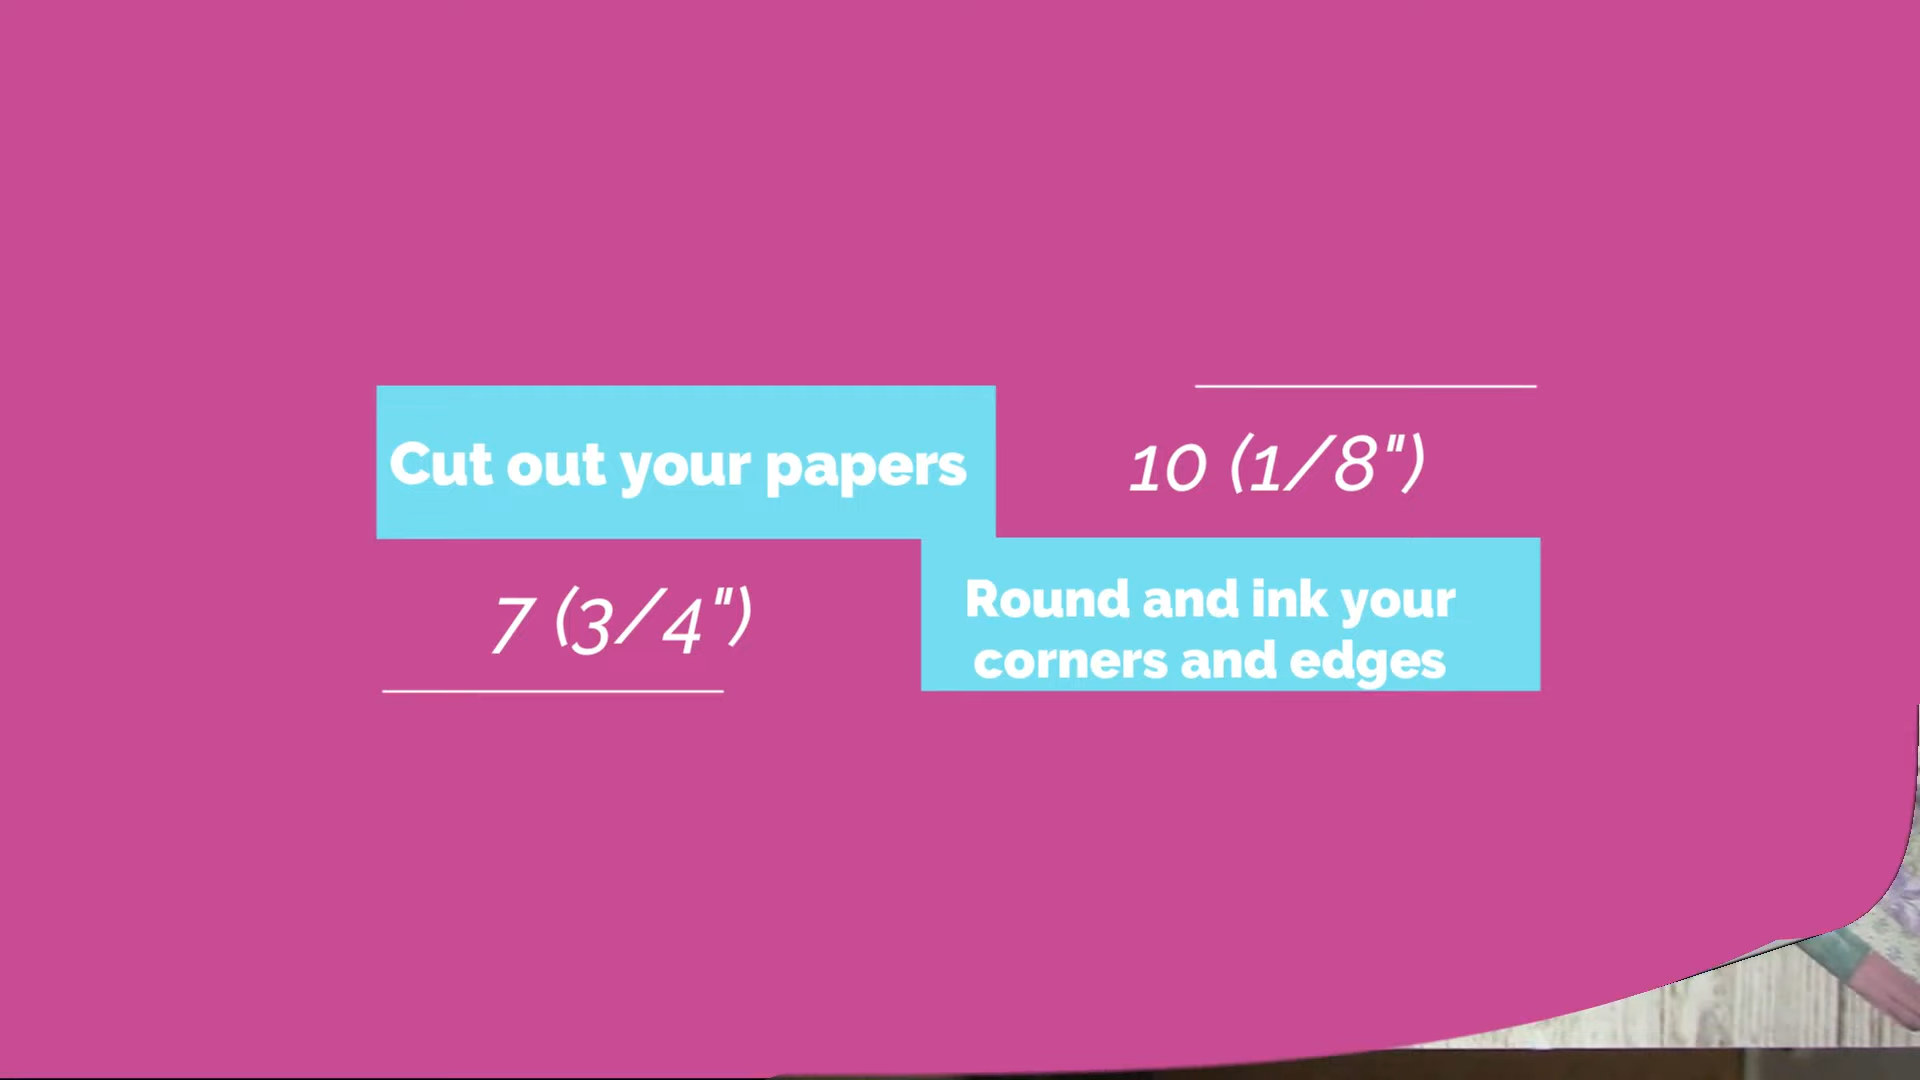 Cut out your papers
10 (1/8")
7 (3/4")
Round and ink your
corners and edges